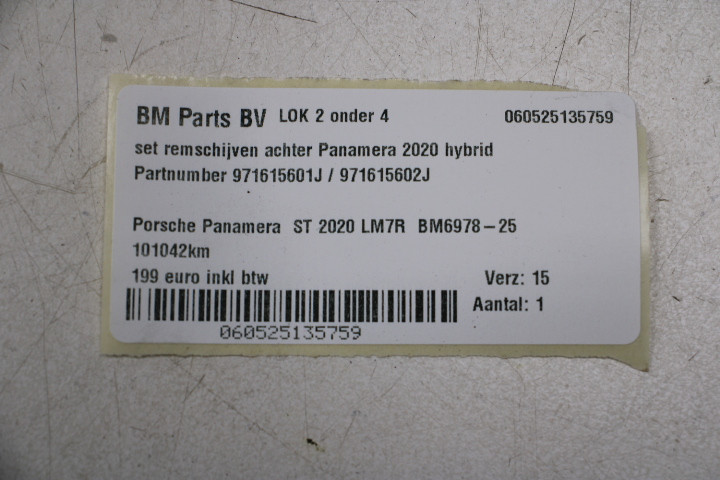 BM Parts BV LOK 2 onder 4 060525135759
set remschijven achter Panamera 2020 hybrid
Partnumber 971615601J / 971615602J
Porsche Panamera ST 2020 LM7R BM6978-25
101042km
199 euro inkl btw Verz: 15
Aantal: 1
060525135759